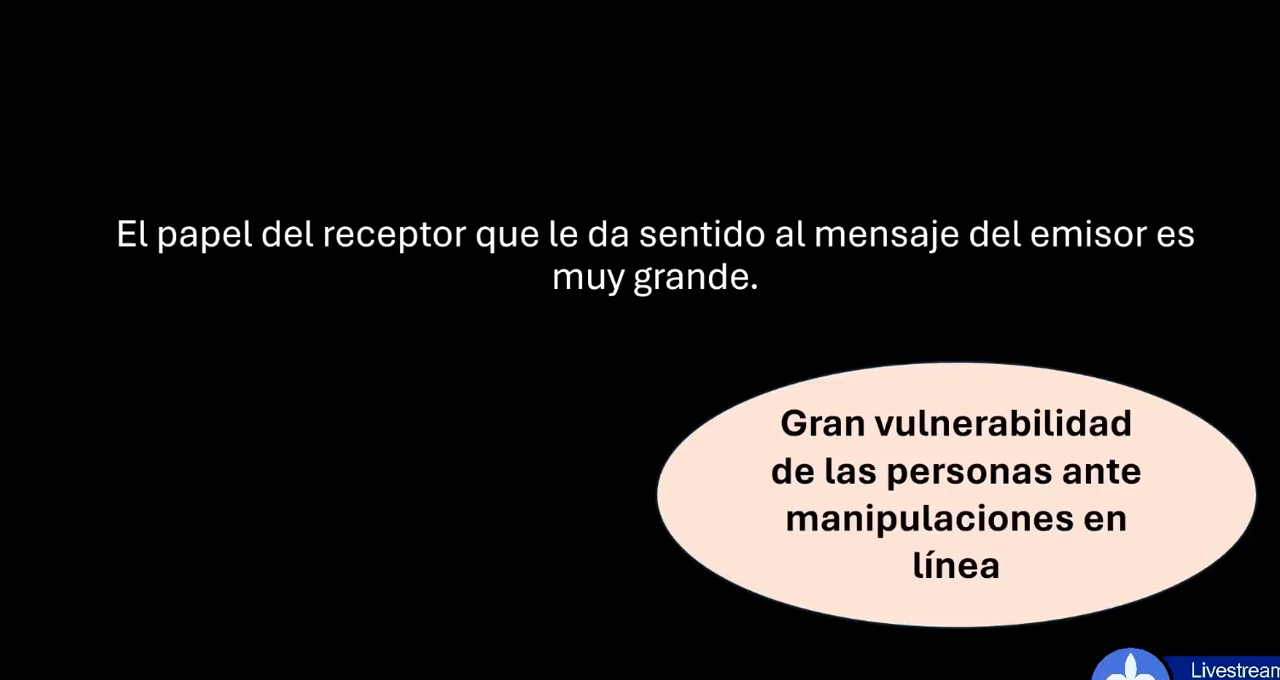 El papel del receptor que le da sentido al mensaje del emisor es
muy grande.
Gran vulnerabilidad
de las personas ante
manipulaciones en
línea
Livestream